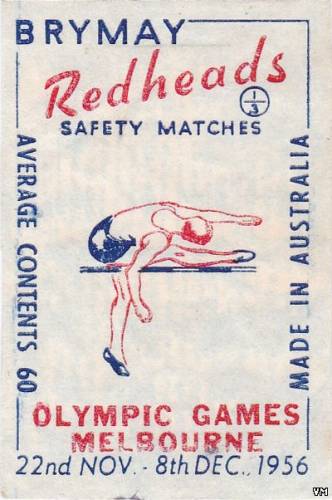 BRYMAY
Redheads
1/3
SAFETY MATCHES
AVERAGE CONTENTS 60
MADE IN AUSTRALIA
OLYMPIC GAMES
MELBOURNE
22nd NOV. - 8th DEC., 1956
VM